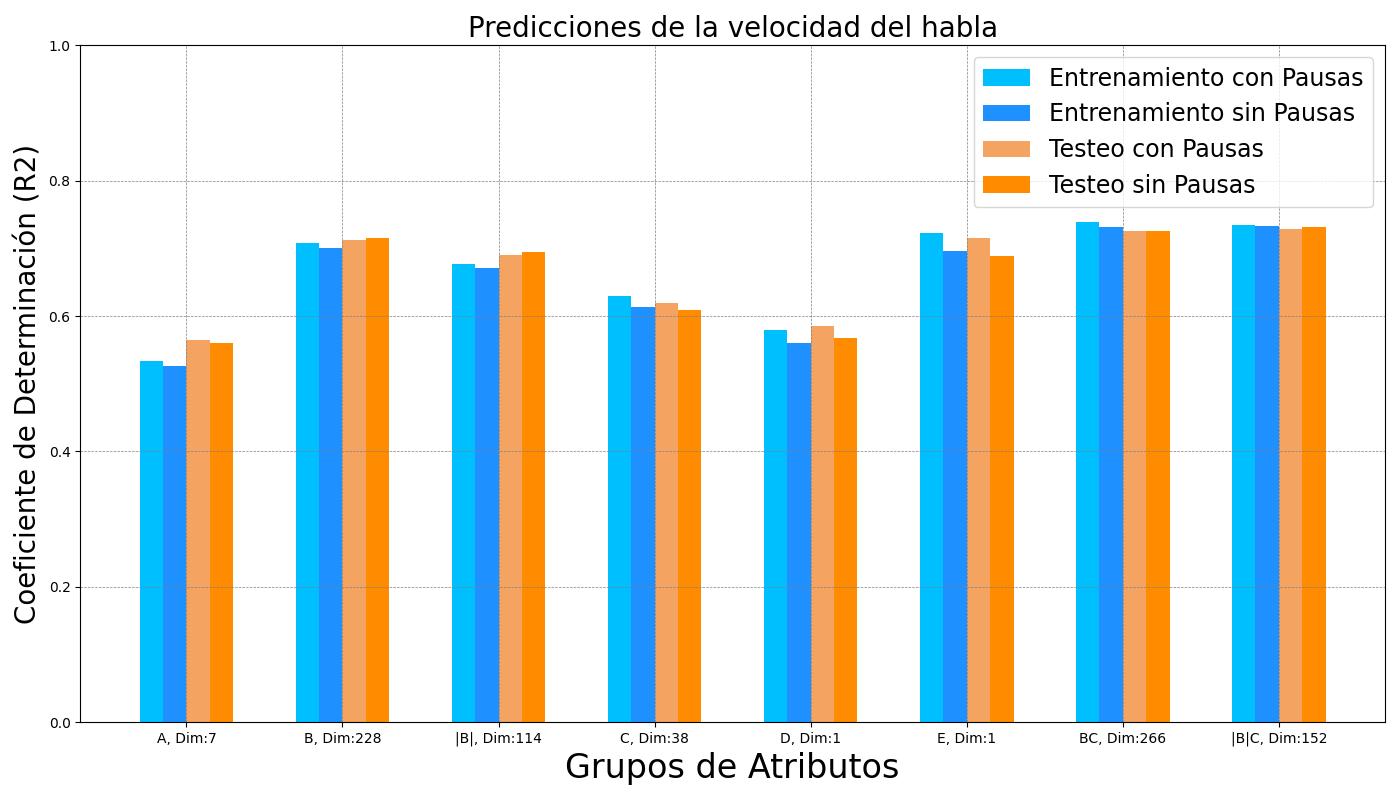 Predicciones de la velocidad del habla
Coeficiente de Determinación (R2)
1.0
0.8
0.6
0.4
0.2
0.0
Entrenamiento con Pausas
Entrenamiento sin Pausas
Testeo con Pausas
Testeo sin Pausas
A, Dim:7
B, Dim:228
|B|, Dim:114
C, Dim:38
D, Dim:1
E, Dim:1
BC, Dim:266
|B|C, Dim:152
Grupos de Atributos